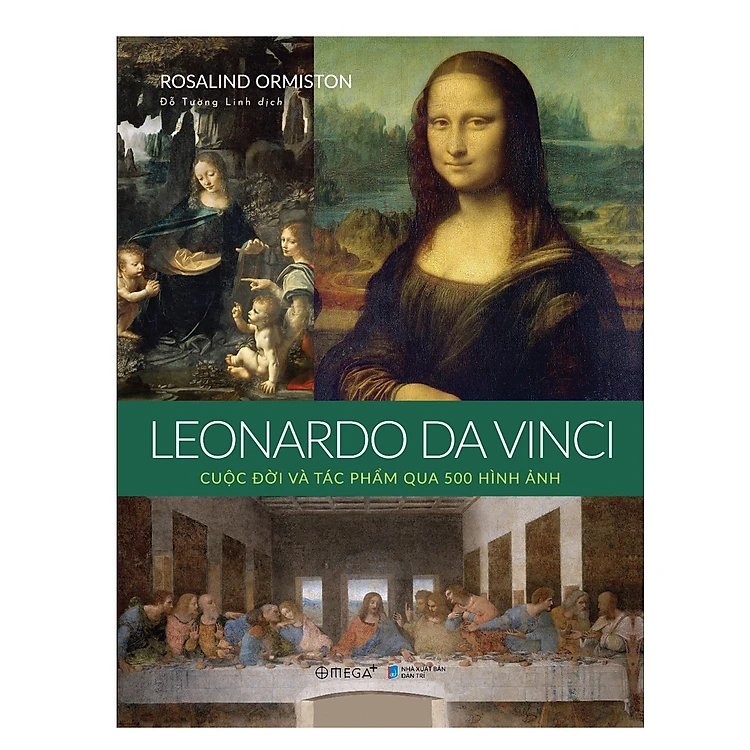 ROSALIND ORMISTON
Đỗ Tường Linh dịch
LEONARDO DA VINCI
CUỘC ĐỜI VÀ TÁC PHẨM QUA 500 HÌNH ẢNH
OMEGA+
NHÀ XUẤT BẢN
DÂN TRÍ